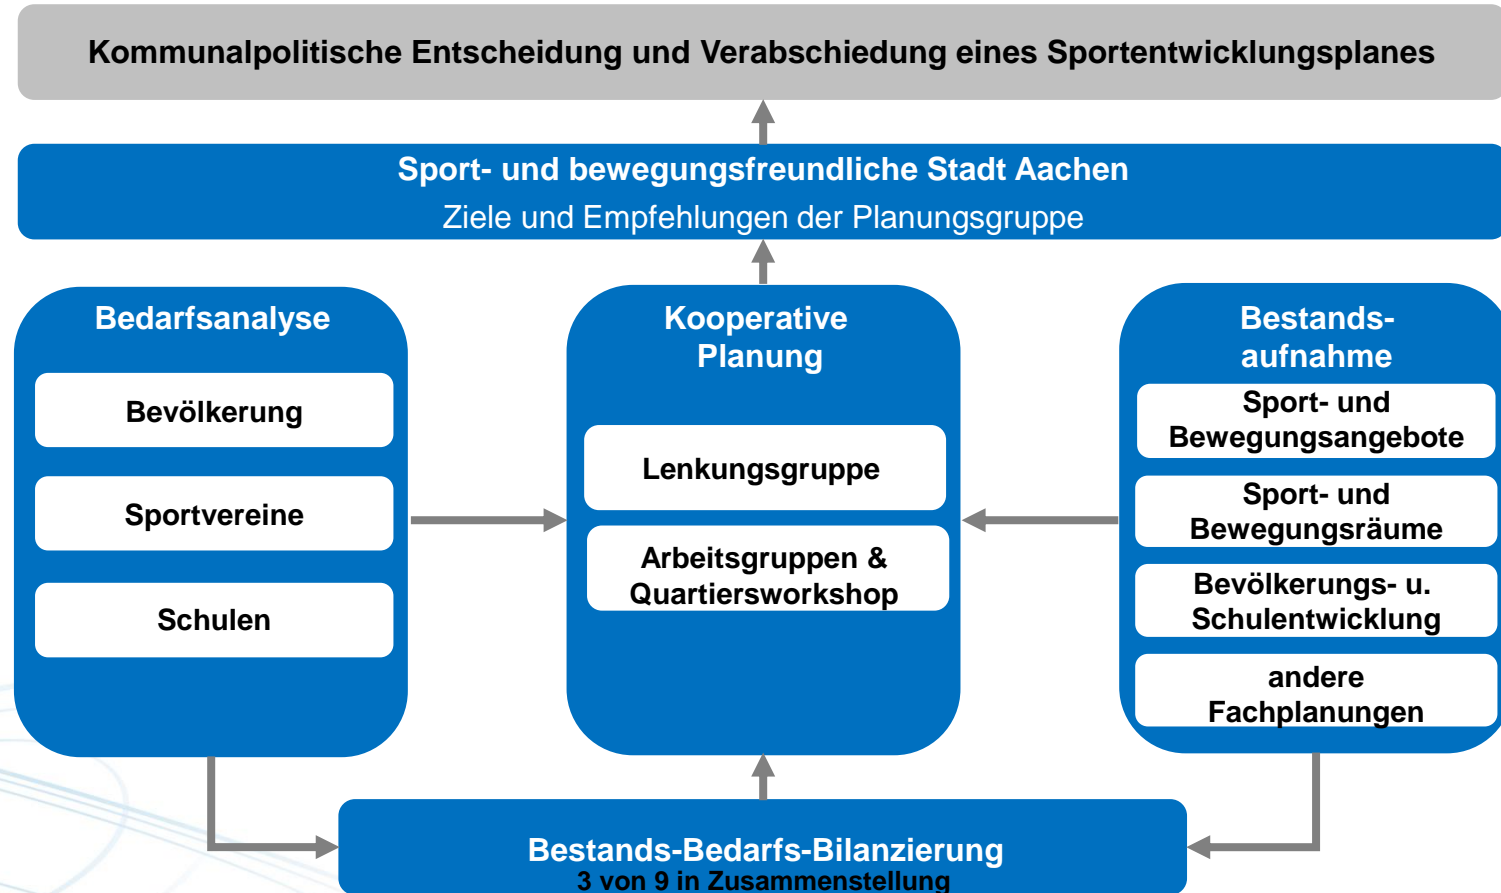 Kommunalpolitische Entscheidung und Verabschiedung eines Sportentwicklungsplanes
Sport- und bewegungsfreundliche Stadt Aachen
Ziele und Empfehlungen der Planungsgruppe
Bedarfsanalyse
Bevölkerung
Sportvereine
Schulen
Kooperative
Planung
Lenkungsgruppe
Arbeitsgruppen &
Quartiersworkshop
Bestands-
aufnahme
Sport- und
Bewegungsangebote
Sport- und
Bewegungsräume
Bevölkerungs- u.
Schulentwicklung
andere
Fachplanungen
Bestands-Bedarfs-Bilanzierung
3 von 9 in Zusammenstellung